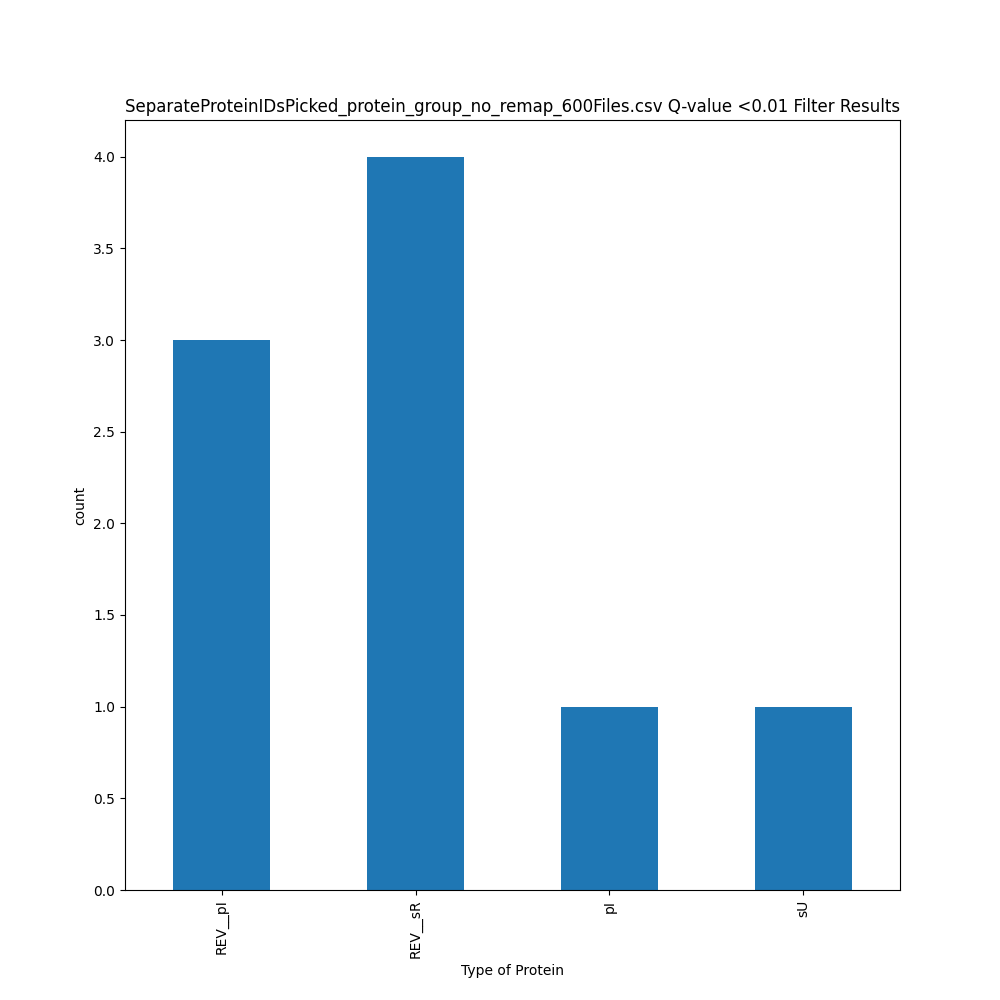 SeparateProteinIDsPicked_protein_group_no_remap_600Files.csv Q-value <0.01 Filter Results
4.0
3.5
3.0
2.5
2.0
1.5
1.0
0.5
0.0
count
REV__pI
REV__sR
pI
sU
Type of Protein